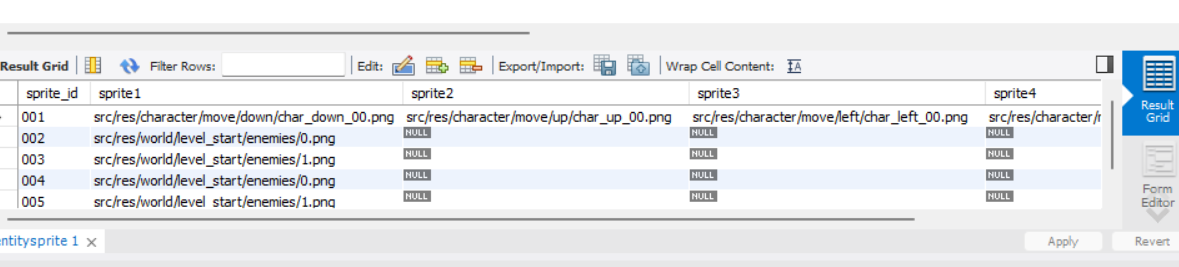 Result Grid Filter Rows: Edit: Export/Import: Wrap Cell Content:
sprite_id sprite1 sprite2 sprite3 sprite4
001 src/res/character/move/down/char_down_00.png src/res/character/move/up/char_up_00.png src/res/character/move/left/char_left_00.png src/res/character/r
002 src/res/world/level_start/enemies/0.png NULL NULL NULL
003 src/res/world/level_start/enemies/1.png NULL NULL NULL
004 src/res/world/level_start/enemies/0.png NULL NULL NULL
005 src/res/world/level_start/enemies/1.png NULL NULL NULL
Result
Grid
Form
Editor
entitysprite 1 Apply Revert